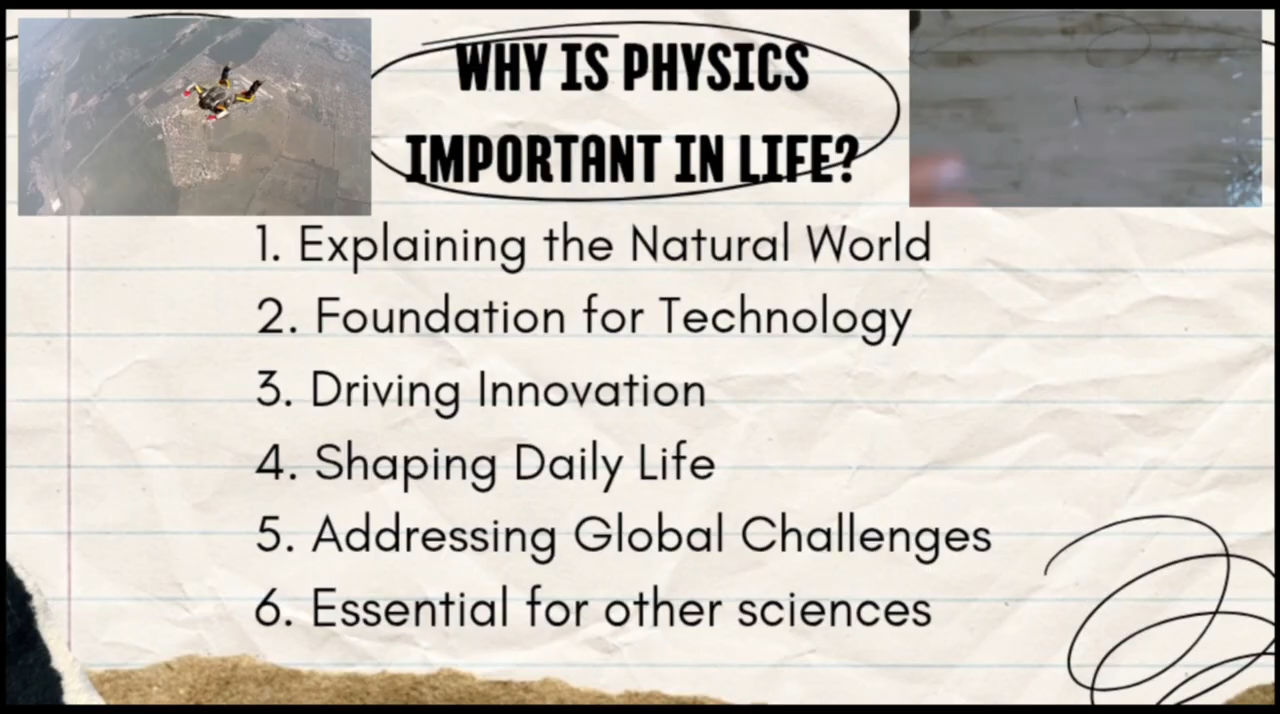 WHY IS PHYSICS
IMPORTANT IN LIFE?
1. Explaining the Natural World
2. Foundation for Technology
3. Driving Innovation
4. Shaping Daily Life
5. Addressing Global Challenges
6. Essential for other sciences